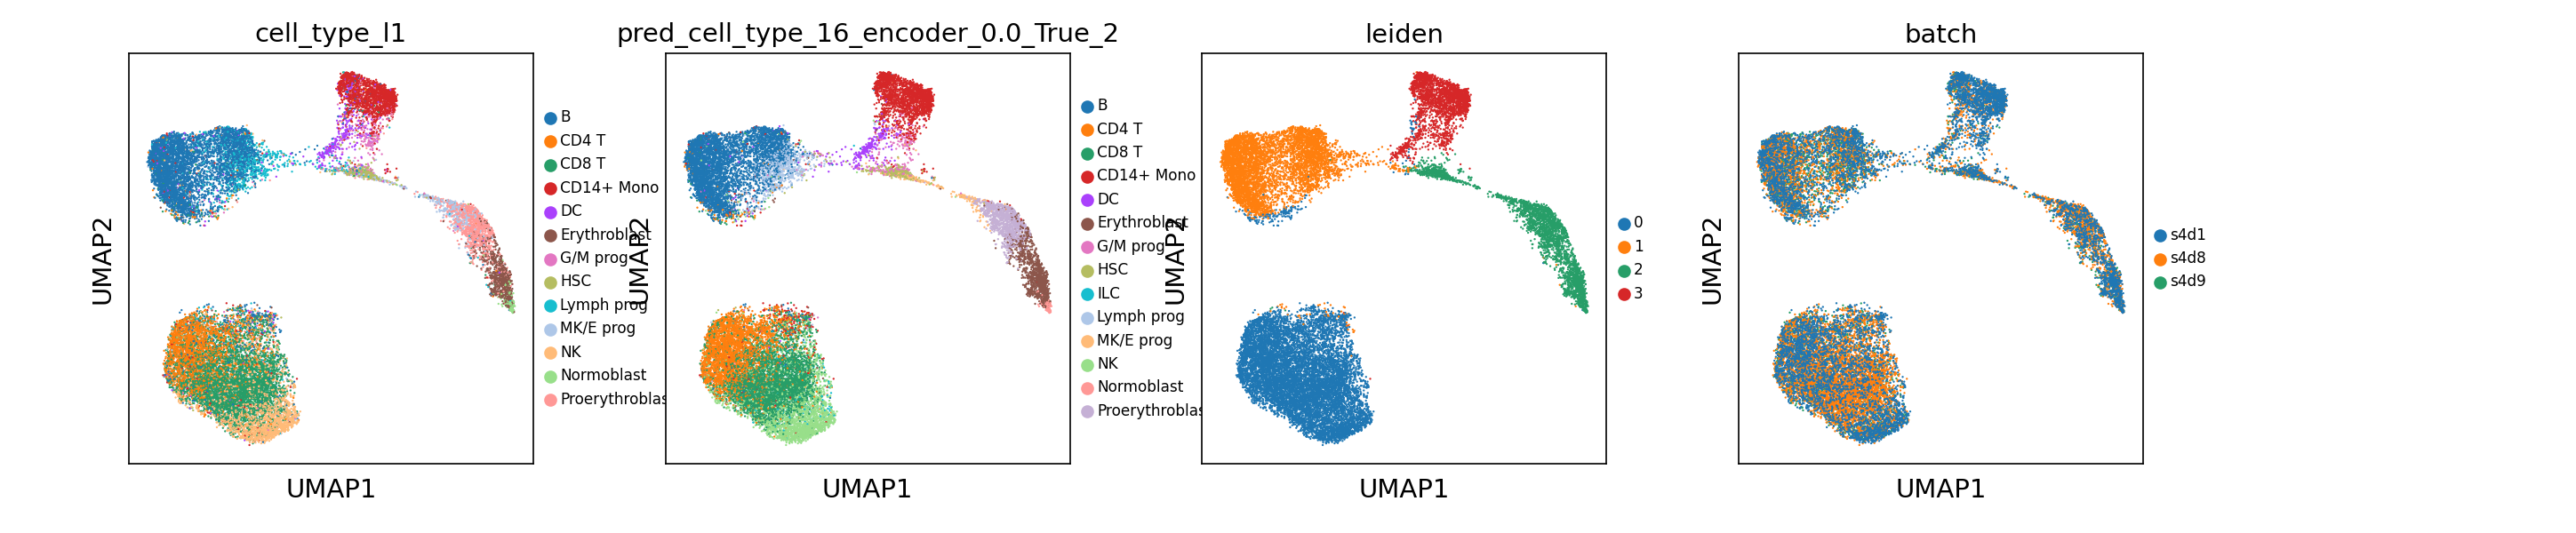 cell_type_l1
UMAP2
UMAP1
B
CD4 T
CD8 T
CD14+ Mono
DC
Erythroblast
G/M prog
HSC
Lymph prog
MK/E prog
NK
Normoblast
Proerythroblas
pred_cell_type_16_encoder_0.0_True_2
UMAP2
UMAP1
B
CD4 T
CD8 T
CD14+ Mono
DC
Erythroblast
G/M prog
HSC
ILC
Lymph prog
MK/E prog
NK
Normoblast
Proerythroblas
leiden
UMAP2
UMAP1
0
1
2
3
batch
UMAP2
UMAP1
s4d1
s4d8
s4d9